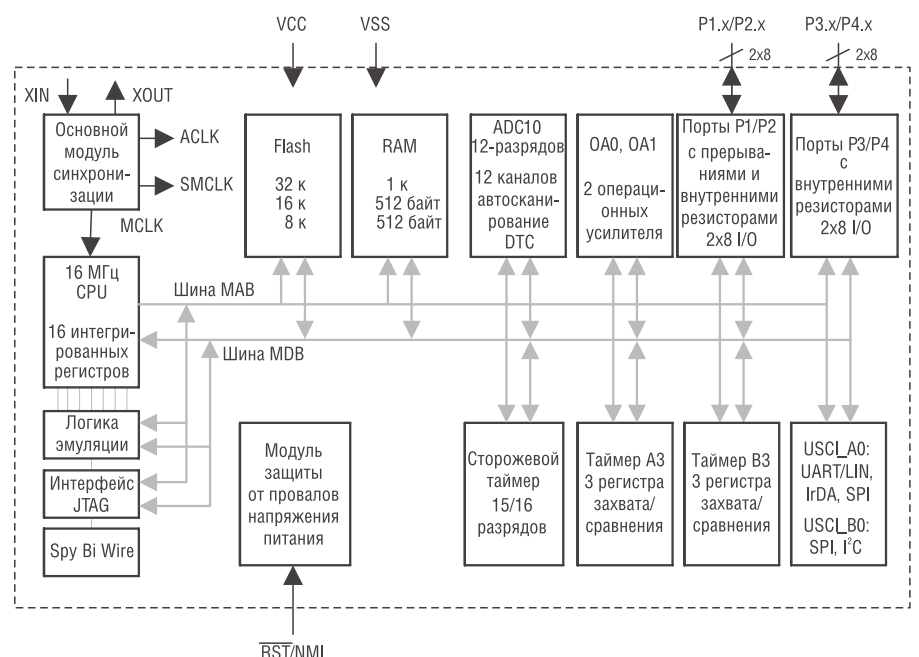 VCC
VSS
P1.x/P2.x
P3.x/P4.x
2x8
2x8
XIN
XOUT
Основной
модуль
синхрони-
зации
ACLK
SMCLK
MCLK
Flash
32 к
16 к
8 к
RAM
1 к
512 байт
512 байт
ADC10
12-разрядов
12 каналов
автоскани-
рование
DTC
OA0, OA1
2 операци-
онных
усилителя
Порты P1/P2
с прерыва-
ниями и
внутренними
резисторами
2x8 I/O
Порты P3/P4
с
внутренними
резисторами
2x8 I/O
16 МГц
CPU
16 интегри-
рованных
регистров
Шина MAB
Шина MDB
Логика
эмуляции
Интерфейс
JTAG
Spy Bi Wire
Модуль
защиты
от провалов
напряжения
питания
Сторожевой
таймер
15/16
разрядов
Таймер A3
3 регистра
захвата/
сравнения
Таймер B3
3 регистра
захвата/
сравнения
USCI_A0:
UART/LIN,
IrDA, SPI
USCI_B0:
SPI, I²C
RST/NMI